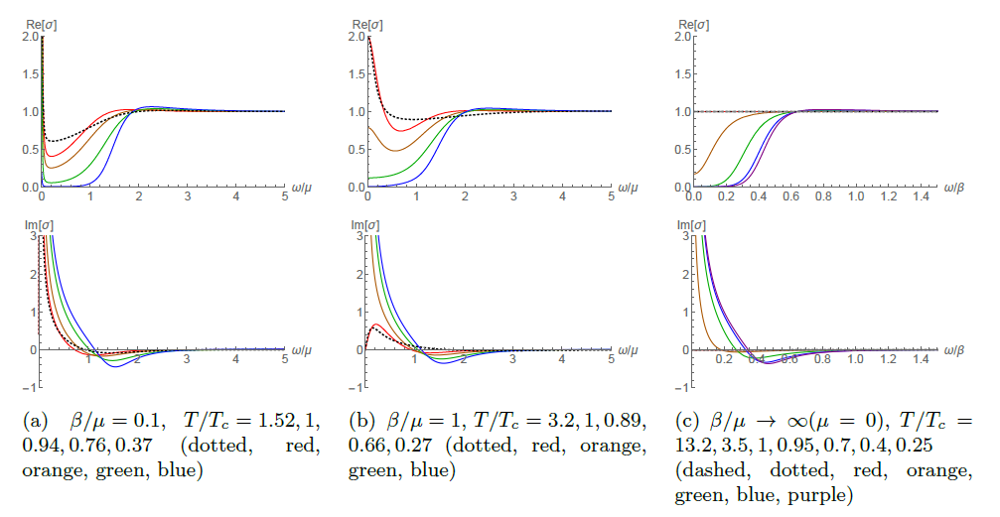 Re[σ]
2.0
1.5
1.0
0.5
0.0
0 1 2 3 4 5 ω/μ
Re[σ]
2.0
1.5
1.0
0.5
0.0
0 1 2 3 4 5 ω/μ
Re[σ]
2.0
1.5
1.0
0.5
0.0
0.0 0.2 0.4 0.6 0.8 1.0 1.2 1.4 ω/β
Im[σ]
3
2
1
0
−1
1 2 3 4 5 ω/μ
Im[σ]
3
2
1
0
−1
1 2 3 4 5 ω/μ
Im[σ]
3
2
1
0
−1
0.2 0.4 0.6 0.8 1.0 1.2 1.4 ω/β
(a) β/μ = 0.1, T/Tc = 1.52, 1,
0.94, 0.76, 0.37 (dotted, red,
orange, green, blue)
(b) β/μ = 1, T/Tc = 3.2, 1, 0.89,
0.66, 0.27 (dotted, red, orange,
green, blue)
(c) β/μ → ∞(μ = 0), T/Tc =
13.2, 3.5, 1, 0.95, 0.7, 0.4, 0.25
(dashed, dotted, red, orange,
green, blue, purple)